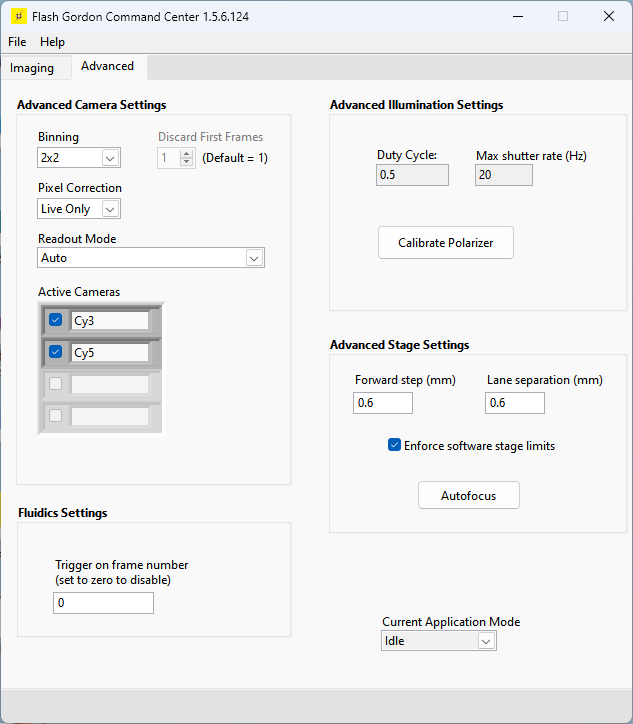 Flash Gordon Command Center 1.5.6.124
File Help
Imaging Advanced
Advanced Camera Settings
Binning
2x2
Discard First Frames
1 (Default = 1)
Pixel Correction
Live Only
Readout Mode
Auto
Active Cameras
Cy3
Cy5
Fluidics Settings
Trigger on frame number
(set to zero to disable)
0
Advanced Illumination Settings
Duty Cycle: Max shutter rate (Hz)
0.5 20
Calibrate Polarizer
Advanced Stage Settings
Forward step (mm) Lane separation (mm)
0.6 0.6
Enforce software stage limits
Autofocus
Current Application Mode
Idle